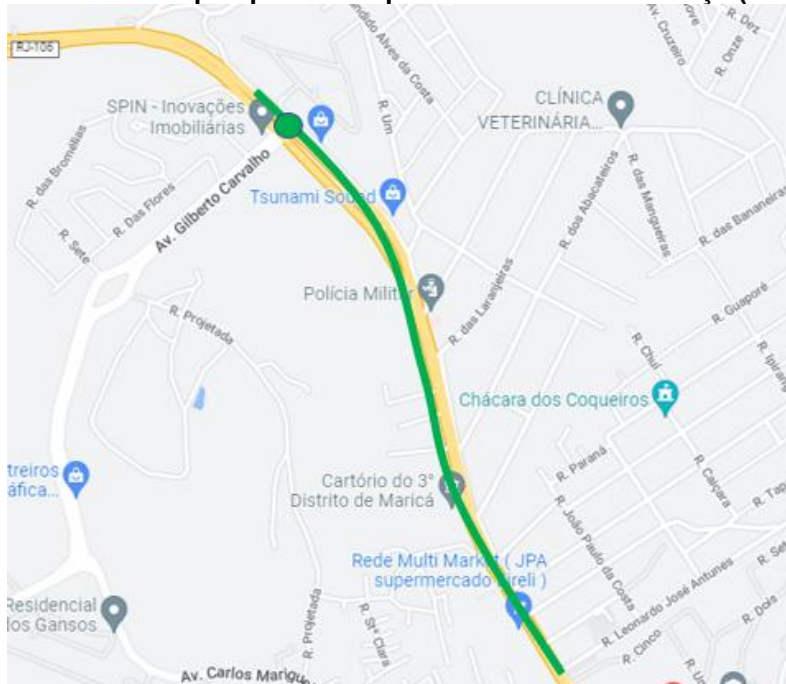 RJ-106
SPIN - Inovações
Imobiliárias
Av. Gilberto Carvalho
R. das Bromélias
R. Das Flores
R. Sete
Alves da Costa
R. Um
Av. Cruzeiro
R. Dez
R. Onze
CLÍNICA
VETERINÁRIA...
Tsunami Sound
Polícia Militar
R. dos Abacateiros
R. das Mangueiras
R. das Bananeiras
R. das Laranjeiras
R. Guaporé
R. Projetada
R. Chuí
Chácara dos Coqueiros
R. Paraná
R. Caiçara
Cartório do 3°
Distrito de Maricá
R. João Paulo da Costa
Rede Multi Market ( JPA
supermercado
R. Leonardo José Antunes
R. Cinco
R. Dois
R. Projetada
R. Stª Clara
Residencial
dos Gansos
Av. Carlos